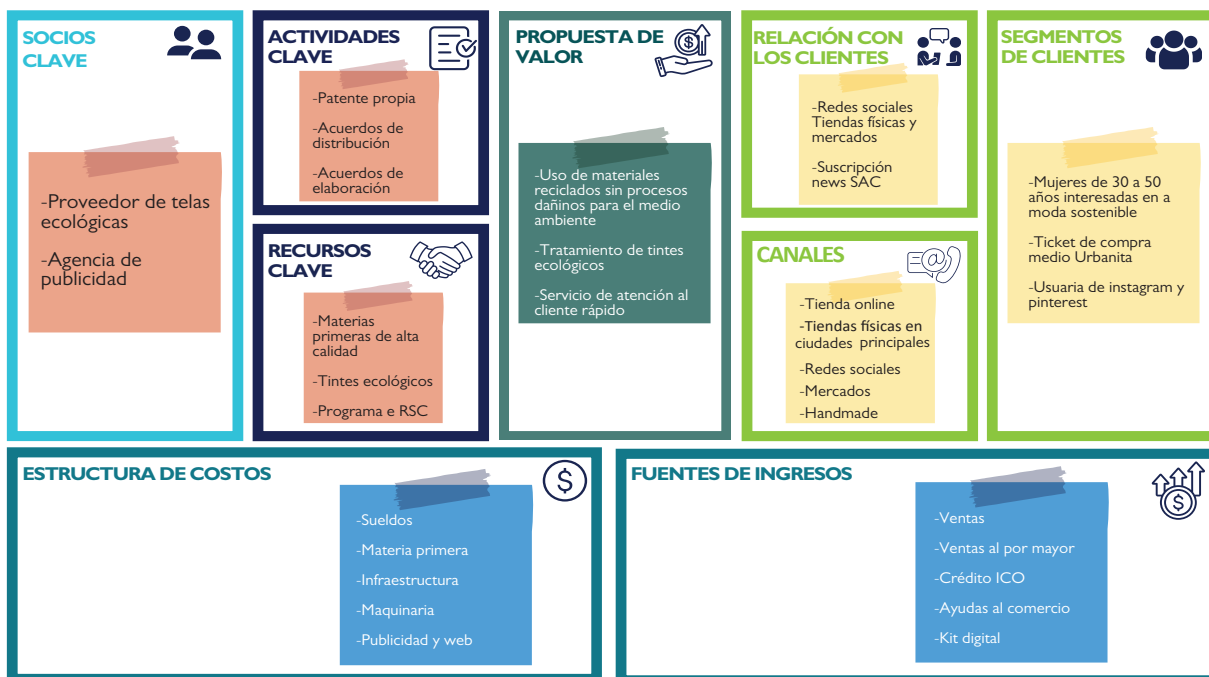 SOCIOS
CLAVE
-Proveedor de telas
ecológicas
-Agencia de
publicidad
ACTIVIDADES
CLAVE
-Patente propia
-Acuerdos de
distribución
-Acuerdos de
elaboración
RECURSOS
CLAVE
-Materias
primeras de alta
calidad
-Tintes ecológicos
-Programa e RSC
PROPUESTA DE
VALOR
-Uso de materiales
reciclados sin procesos
dañinos para el medio
ambiente
-Tratamiento de tintes
ecológicos
-Servicio de atención al
cliente rápido
RELACIÓN CON
LOS CLIENTES
-Redes sociales
Tiendas físicas y
mercados
-Suscripción
news SAC
CANALES
-Tienda online
-Tiendas físicas en
ciudades principales
-Redes sociales
-Mercados
-Handmade
SEGMENTOS
DE CLIENTES
-Mujeres de 30 a 50
años interesadas en a
moda sostenible
-Ticket de compra
medio Urbanita
-Usuaria de instagram y
pinterest
ESTRUCTURA DE COSTOS
-Sueldos
-Materia primera
-Infraestructura
-Maquinaria
-Publicidad y web
FUENTES DE INGRESOS
-Ventas
-Ventas al por mayor
-Crédito ICO
-Ayudas al comercio
-Kit digital